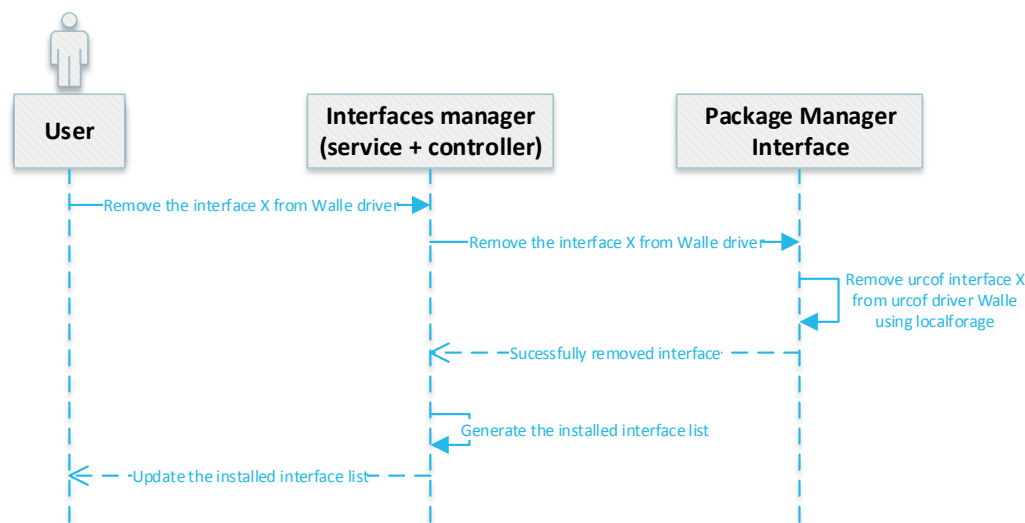 User
Interfaces manager
(service + controller)
Package Manager
Interface
Remove the interface X from Walle driver
Remove the interface X from Walle driver
Remove urcof interface X
from urcof driver Walle
using localforage
Sucessfully removed interface
Generate the installed interface list
Update the installed interface list